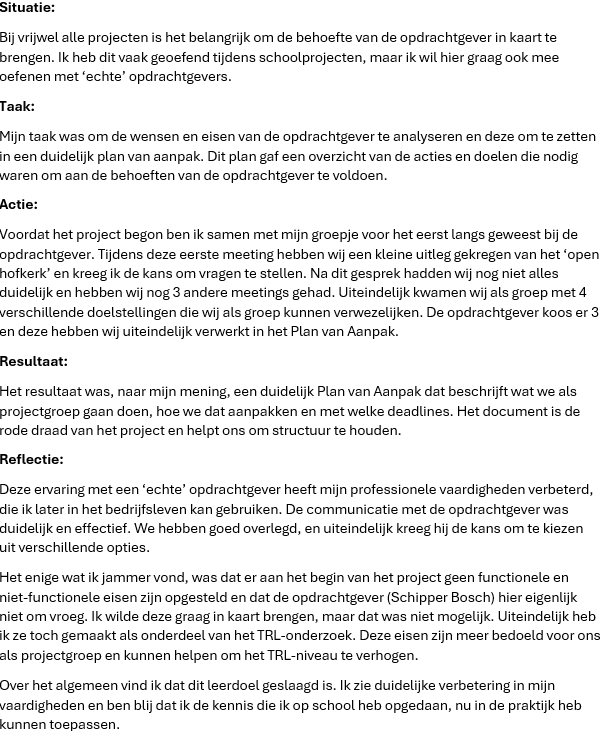 Situatie:
Bij vrijwel alle projecten is het belangrijk om de behoefte van de opdrachtgever in kaart te
brengen. Ik heb dit vaak geoefend tijdens schoolprojecten, maar ik wil hier graag ook mee
oefenen met ‘echte’ opdrachtgevers.
Taak:
Mijn taak was om de wensen en eisen van de opdrachtgever te analyseren en deze om te zetten
in een duidelijk plan van aanpak. Dit plan gaf een overzicht van de acties en doelen die nodig
waren om aan de behoeften van de opdrachtgever te voldoen.
Actie:
Voordat het project begon ben ik samen met mijn groepje voor het eerst langs geweest bij de
opdrachtgever. Tijdens deze eerste meeting hebben wij een kleine uitleg gekregen van het ‘open
hofkerk’ en kreeg ik de kans om vragen te stellen. Na dit gesprek hadden wij nog niet alles
duidelijk en hebben wij nog 3 andere meetings gehad. Uiteindelijk kwamen wij als groep met 4
verschillende doelstellingen die wij als groep kunnen verwezelijken. De opdrachtgever koos er 3
en deze hebben wij uiteindelijk verwerkt in het Plan van Aanpak.
Resultaat:
Het resultaat was, naar mijn mening, een duidelijk Plan van Aanpak dat beschrijft wat we als
projectgroep gaan doen, hoe we dat aanpakken en met welke deadlines. Het document is de
rode draad van het project en helpt ons om structuur te houden.
Reflectie:
Deze ervaring met een ‘echte’ opdrachtgever heeft mijn professionele vaardigheden verbeterd,
die ik later in het bedrijfsleven kan gebruiken. De communicatie met de opdrachtgever was
duidelijk en effectief. We hebben goed overlegd, en uiteindelijk kreeg hij de kans om te kiezen
uit verschillende opties.
Het enige wat ik jammer vond, was dat er aan het begin van het project geen functionele en
niet-functionele eisen zijn opgesteld en dat de opdrachtgever (Schipper Bosch) hier eigenlijk
niet om vroeg. Ik wilde deze graag in kaart brengen, maar dat was niet mogelijk. Uiteindelijk heb
ik ze toch gemaakt als onderdeel van het TRL-onderzoek. Deze eisen zijn meer bedoeld voor ons
als projectgroep en kunnen helpen om het TRL-niveau te verhogen.
Over het algemeen vind ik dat dit leerdoel geslaagd is. Ik zie duidelijke verbetering in mijn
vaardigheden en ben blij dat ik de kennis die ik op school heb opgedaan, nu in de praktijk heb
kunnen toepassen.